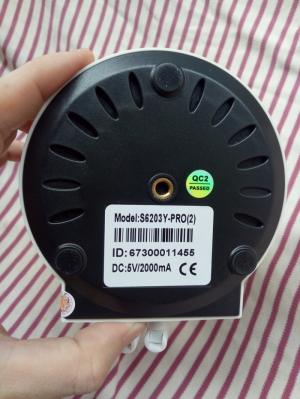 QC2
PASSED
Model:S6203Y-PRO(2)
ID:67300011455
DC:5V/2000mA CE